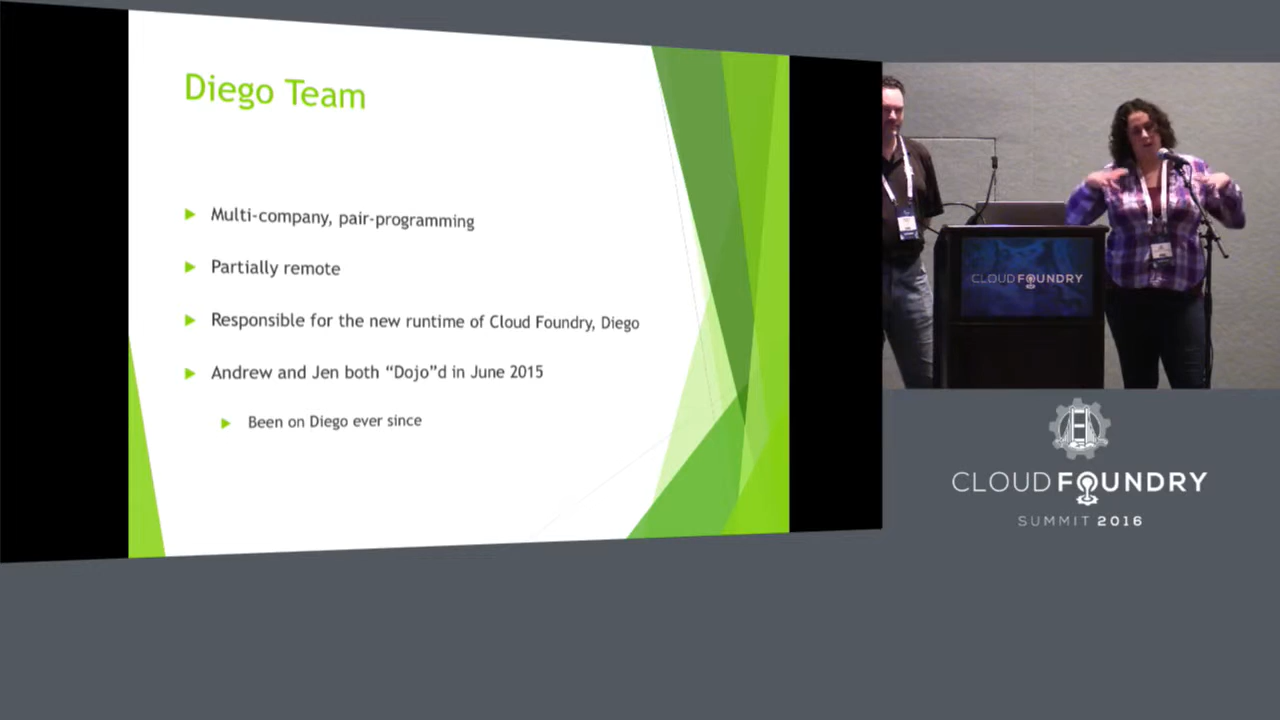 Diego Team
Multi-company, pair-programming
Partially remote
Responsible for the new runtime of Cloud Foundry, Diego
Andrew and Jen both “Dojo”d in June 2015
Been on Diego ever since
CLOUD FOUNDRY
CLOUD FOUNDRY
SUMMIT 2016